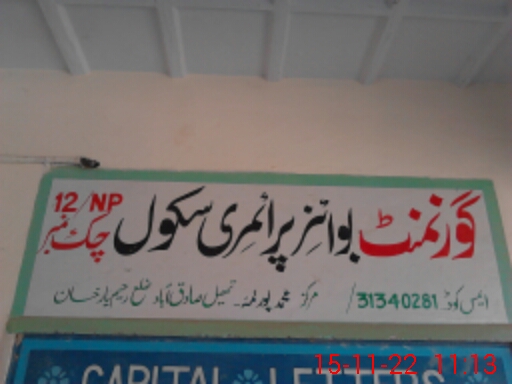 گورنمنٹ بوائز پرائمری سکول چک نمبر 12/NP
ایس کوڈ 31340281 / مرکز محمد پور لمہ۔ تحصیل صادق آباد ضلع رحیم یار خان
CAPITAL LETTERS
15-11-22 11:13